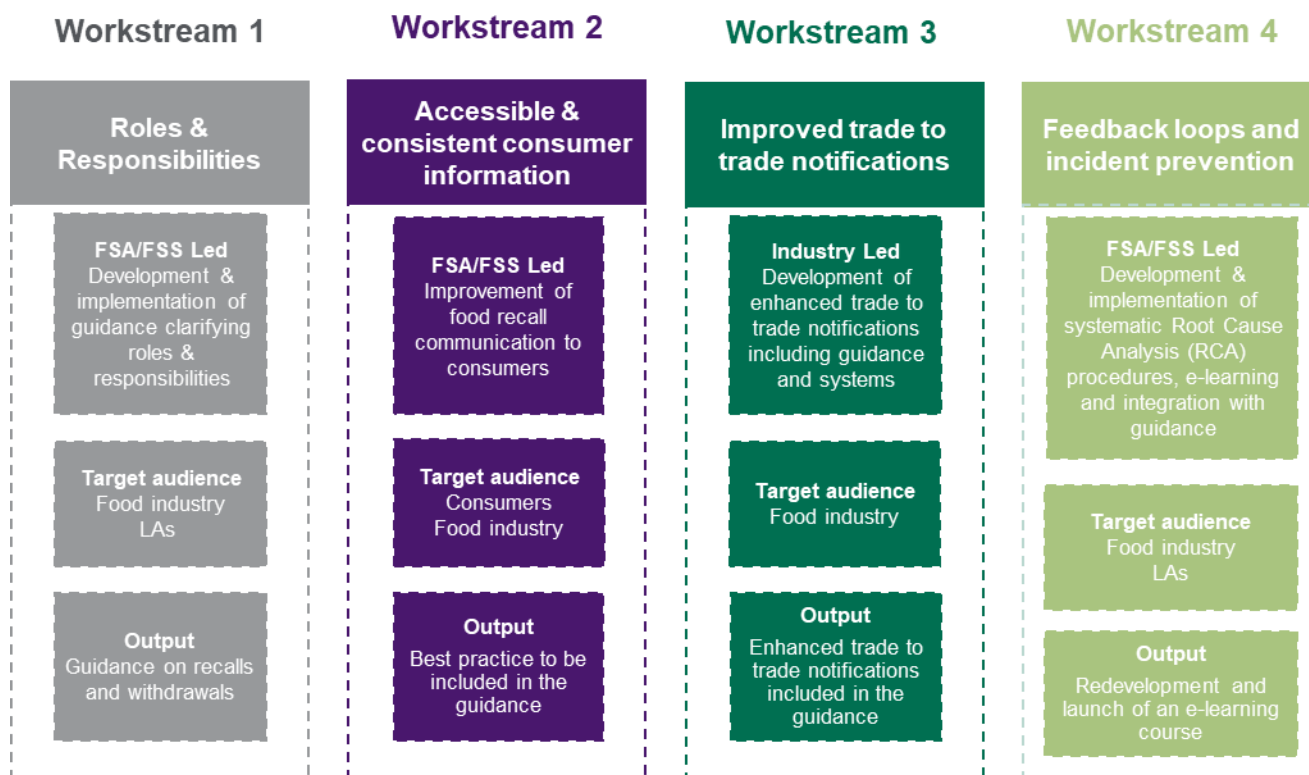 Workstream 1
Roles &
Responsibilities
FSA/FSS Led
Development &
implementation of
guidance clarifying
roles &
responsibilities
Target audience
Food industry
LAs
Output
Guidance on recalls
and withdrawals
Workstream 2
Accessible &
consistent consumer
information
FSA/FSS Led
Improvement of
food recall
communication to
consumers
Target audience
Consumers
Food industry
Output
Best practice to be
included in the
guidance
Workstream 3
Improved trade to
trade notifications
Industry Led
Development of
enhanced trade to
trade notifications
including guidance
and systems
Target audience
Food industry
Output
Enhanced trade to
trade notifications
included in the
guidance
Workstream 4
Feedback loops and
incident prevention
FSA/FSS Led
Development &
implementation of
systematic Root Cause
Analysis (RCA)
procedures, e-learning
and integration with
guidance
Target audience
Food industry
LAs
Output
Redevelopment and
launch of an e-learning
course